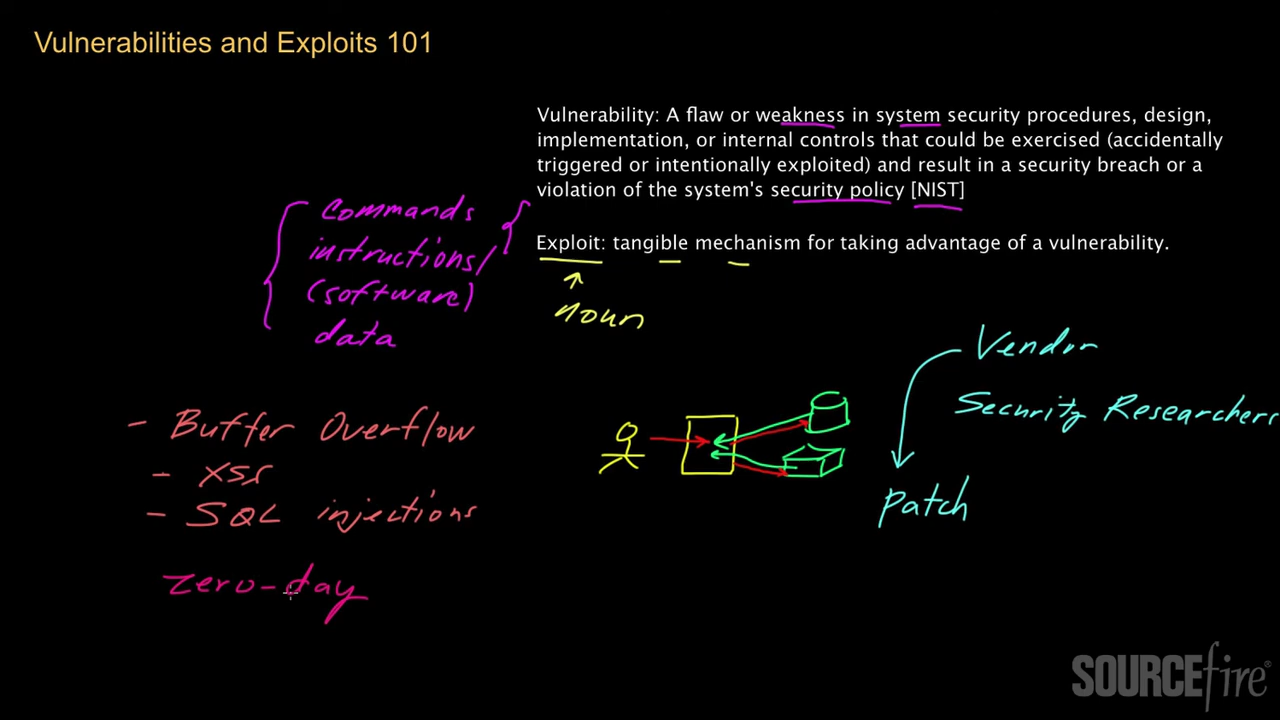 Vulnerabilities and Exploits 101
Vulnerability: A flaw or weakness in system security procedures, design,
implementation, or internal controls that could be exercised (accidentally
triggered or intentionally exploited) and result in a security breach or a
violation of the system's security policy [NIST]
Exploit: tangible mechanism for taking advantage of a vulnerability.
noun
commands
instructions/
(software)
data
- Buffer Overflow
- XSS
- SQL injections
zero-day
Vendor
Security Researchers
patch
SOURCEfire®